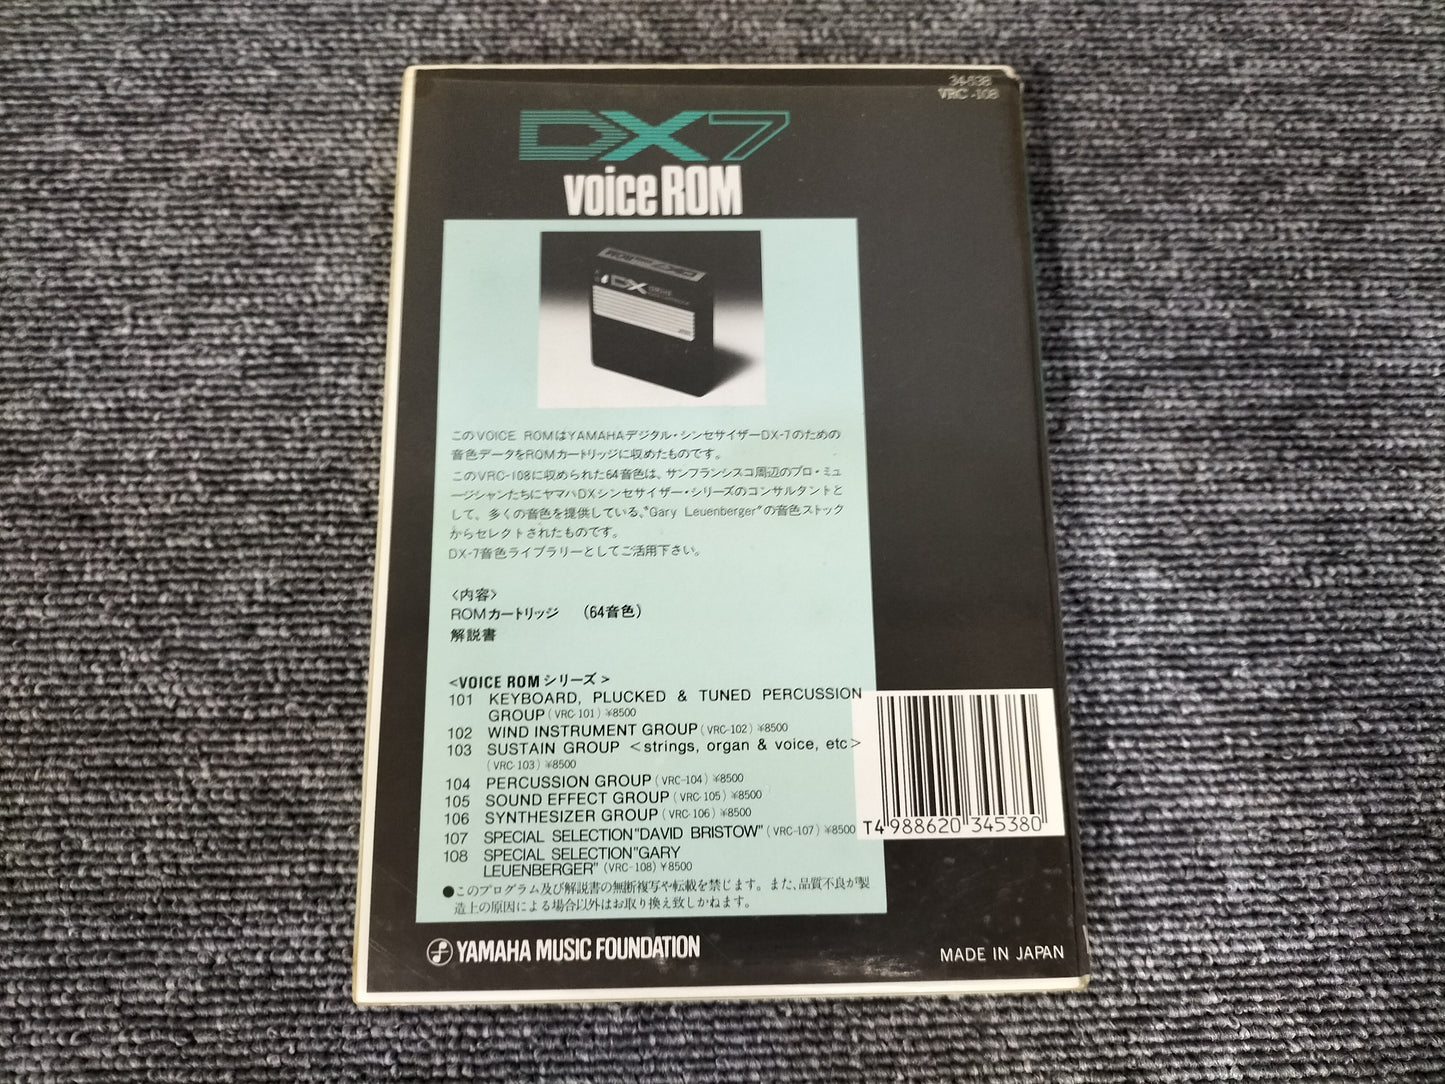 34-538
VRC-108
DX7
voice ROM
DX
このVOICE ROMはYAMAHAデジタル・シンセサイザーDX-7のための
音色データをROMカートリッジに収めたものです。
このVRC-108に収められた64音色は、サンフランシスコ周辺のプロ・ミュ
ージシャンたちにヤマハDXシンセサイザー・シリーズのコンサルタントと
して、多くの音色を提供している、"Gary Leuenberger"の音色ストック
からセレクトされたものです。
DX-7音色ライブラリーとしてご活用下さい。
〈内容〉
ROMカートリッジ (64音色)
解説書
<VOICE ROMシリーズ>
101 KEYBOARD, PLUCKED & TUNED PERCUSSION
GROUP (VRC-101) ¥8500
102 WIND INSTRUMENT GROUP (VRC-102) ¥8500
103 SUSTAIN GROUP <strings, organ & voice, etc>
(VRC-103) ¥8500
104 PERCUSSION GROUP (VRC-104) ¥8500
105 SOUND EFFECT GROUP (VRC-105) ¥8500
106 SYNTHESIZER GROUP (VRC-106) ¥8500
107 SPECIAL SELECTION"DAVID BRISTOW" (VRC-107) ¥8500
108 SPECIAL SELECTION"GARY
LEUENBERGER" (VRC-108) ¥8500
●このプログラム及び解説書の無断複写や転載を禁じます。また、品質不良が製
造上の原因による場合以外はお取り換え致しかねます。
T4988620 345380
YAMAHA MUSIC FOUNDATION
MADE IN JAPAN